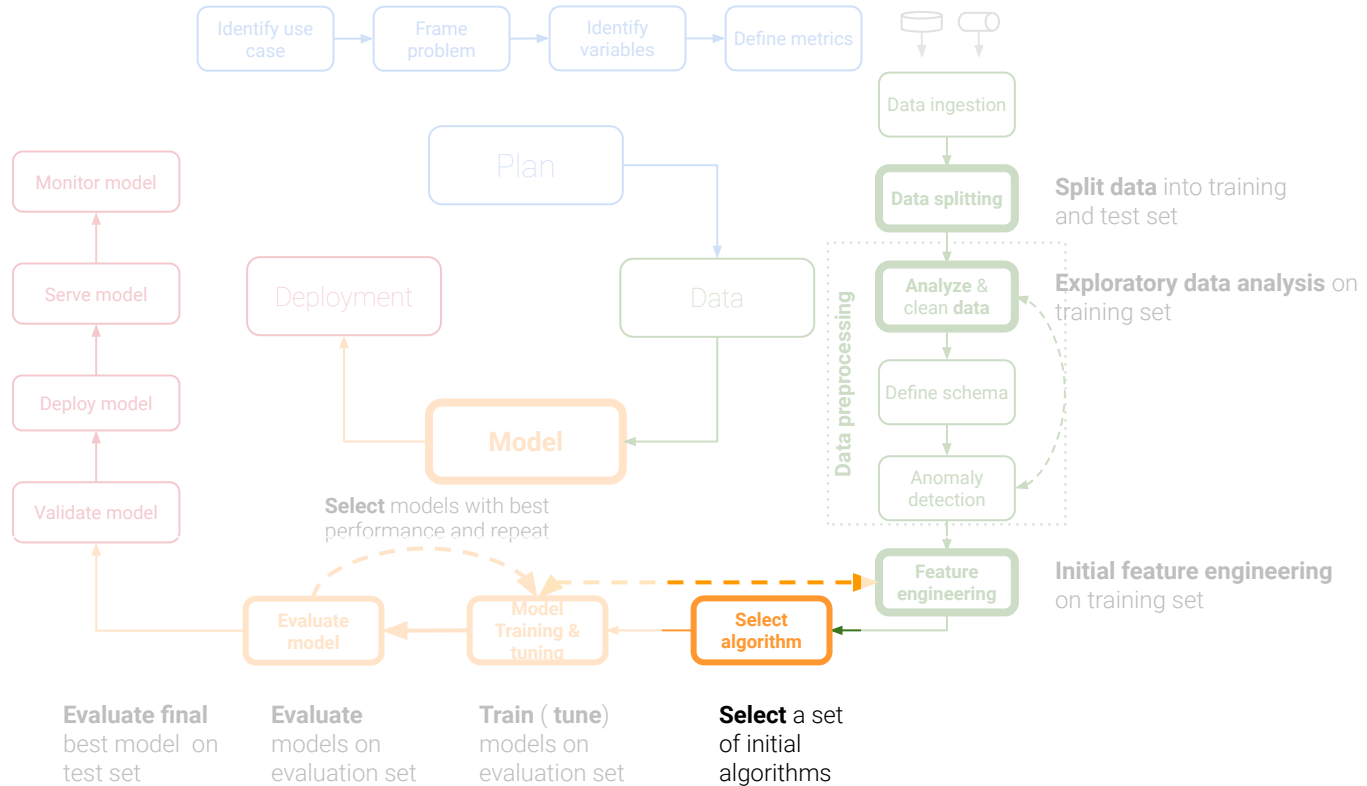 Identify use
case
Frame
problem
Identify
variables
Define metrics
Data ingestion
Plan
Monitor model
Data splitting
Split data into training
and test set
Serve model
Deployment
Data
Data preprocessing
Analyze &
clean data
Exploratory data analysis on
training set
Deploy model
Define schema
Model
Validate model
Anomaly
detection
Select models with best
performance and repeat
Feature
engineering
Initial feature engineering
on training set
Evaluate
model
Model
Training &
tuning
Select
algorithm
Evaluate final
best model on
test set
Evaluate
models on
evaluation set
Train ( tune)
models on
evaluation set
Select a set
of initial
algorithms